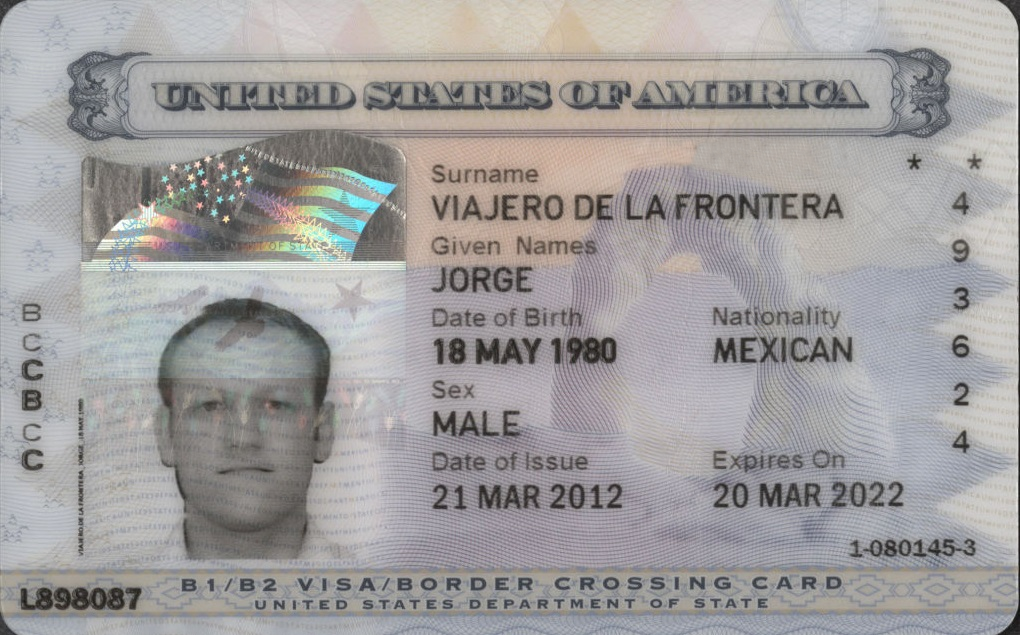 UNITED STATES OF AMERICA
Surname
VIAJERO DE LA FRONTERA
Given Names
JORGE
Date of Birth
18 MAY 1980
Nationality
MEXICAN
Sex
MALE
Date of Issue
21 MAR 2012
Expires On
20 MAR 2022
* *
4
9
3
6
2
4
1-080145-3
B
C
C
B
C
C
VIAJERO DE LA FRONTERA, JORGE, 18 MAY 1980
L898087
B1/B2 VISA/BORDER CROSSING CARD
UNITED STATES DEPARTMENT OF STATE